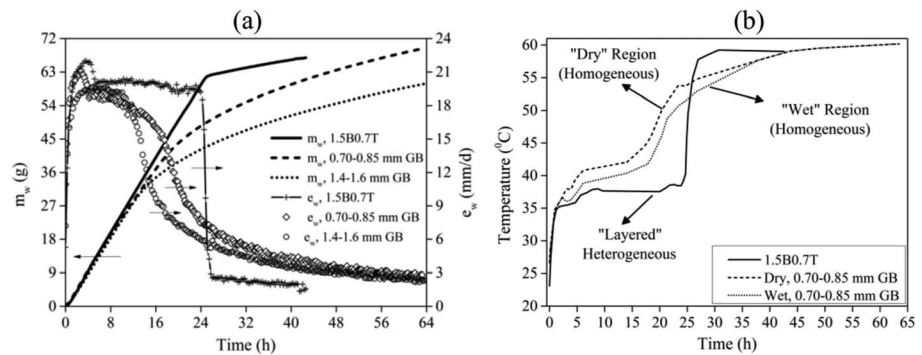 (a)
72
63
54
45
36
27
18
9
0
m_w (g)
24
21
18
15
12
9
6
3
0
e_w (mm/d)
m_w, 1.5B0.7T
m_w, 0.70-0.85 mm GB
m_w, 1.4-1.6 mm GB
e_w, 1.5B0.7T
e_w, 0.70-0.85 mm GB
e_w, 1.4-1.6 mm GB
0 8 16 24 32 40 48 56 64
Time (h)
(b)
60
50
40
30
20
Temperature (⁰C)
"Dry" Region
(Homogeneous)
"Wet" Region
(Homogeneous)
"Layered"
Heterogeneous
1.5B0.7T
Dry, 0.70-0.85 mm GB
Wet, 0.70-0.85 mm GB
0 5 10 15 20 25 30 35 40 45 50 55 60 65
Time (h)